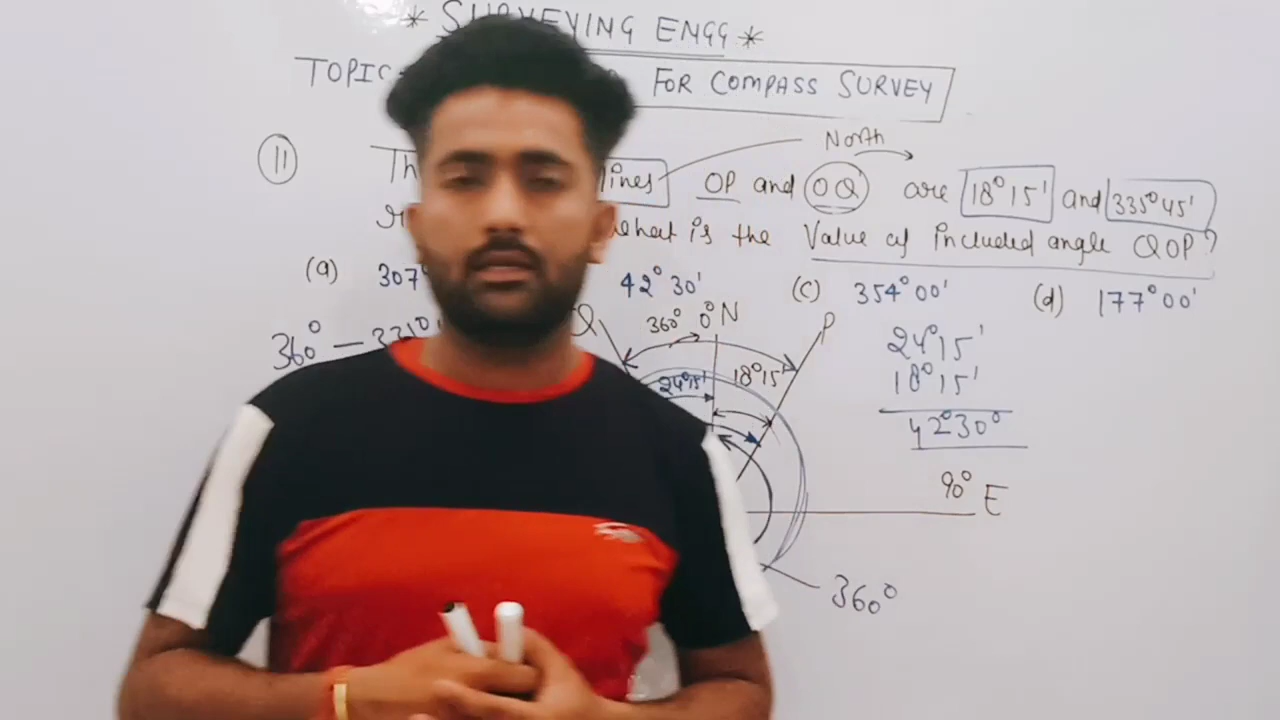 * SURVEYING ENGG *
TOPIC FOR COMPASS SURVEY
North
(11) lines OP and OQ are 18°15' and 335°45'
what is the Value of included angle QOP?
(a) 307° 42°30' (c) 354°00' (d) 177°00'
360° —
Q 360° 0° N P
24°15' 18°15'
24°15'
18°15'
42°30°
90° E
360°